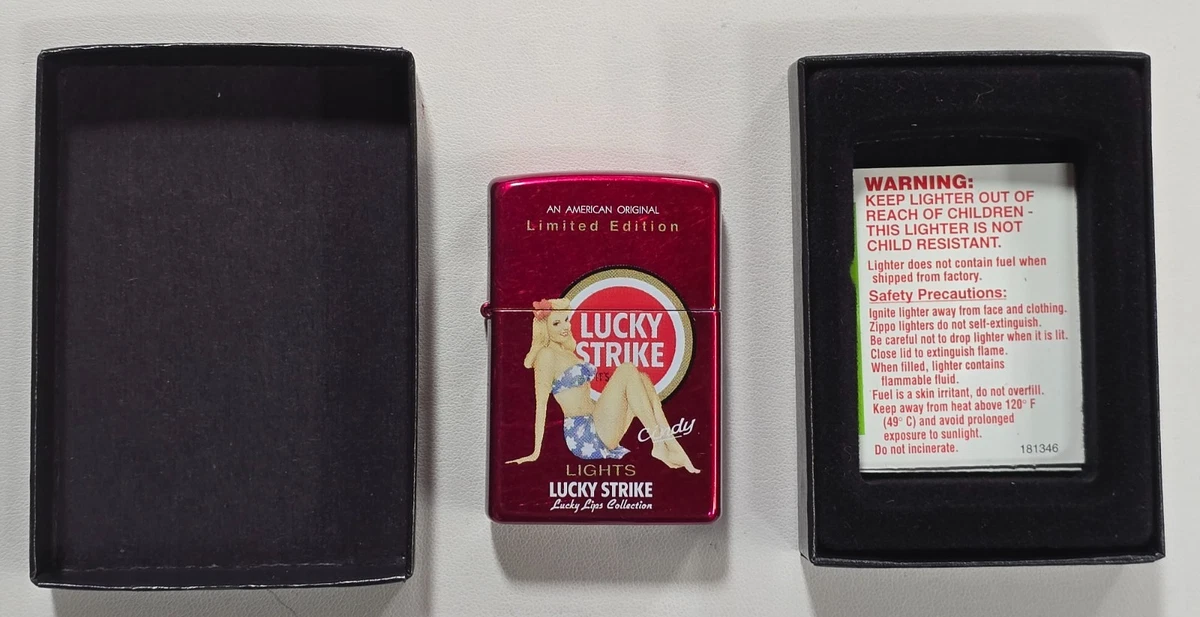 AN AMERICAN ORIGINAL
Limited Edition
LUCKY
STRIKE
Cindy
LIGHTS
LUCKY STRIKE
Lucky Lips Collection
WARNING:
KEEP LIGHTER OUT OF
REACH OF CHILDREN -
THIS LIGHTER IS NOT
CHILD RESISTANT.
Lighter does not contain fuel when
shipped from factory.
Safety Precautions:
Ignite lighter away from face and clothing.
Zippo lighters do not self-extinguish.
Be careful not to drop lighter when it is lit.
Close lid to extinguish flame.
When filled, lighter contains
flammable fluid.
Fuel is a skin irritant, do not overfill.
Keep away from heat above 120° F
(49° C) and avoid prolonged
exposure to sunlight.
Do not incinerate.
181346